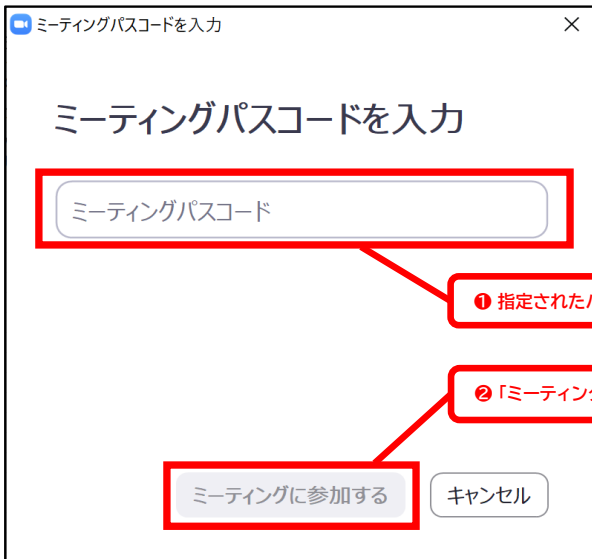 ミーティングパスコードを入力
ミーティングパスコードを入力
ミーティングパスコード
❶ 指定された
❷ 「ミーティン
ミーティングに参加する
キャンセル